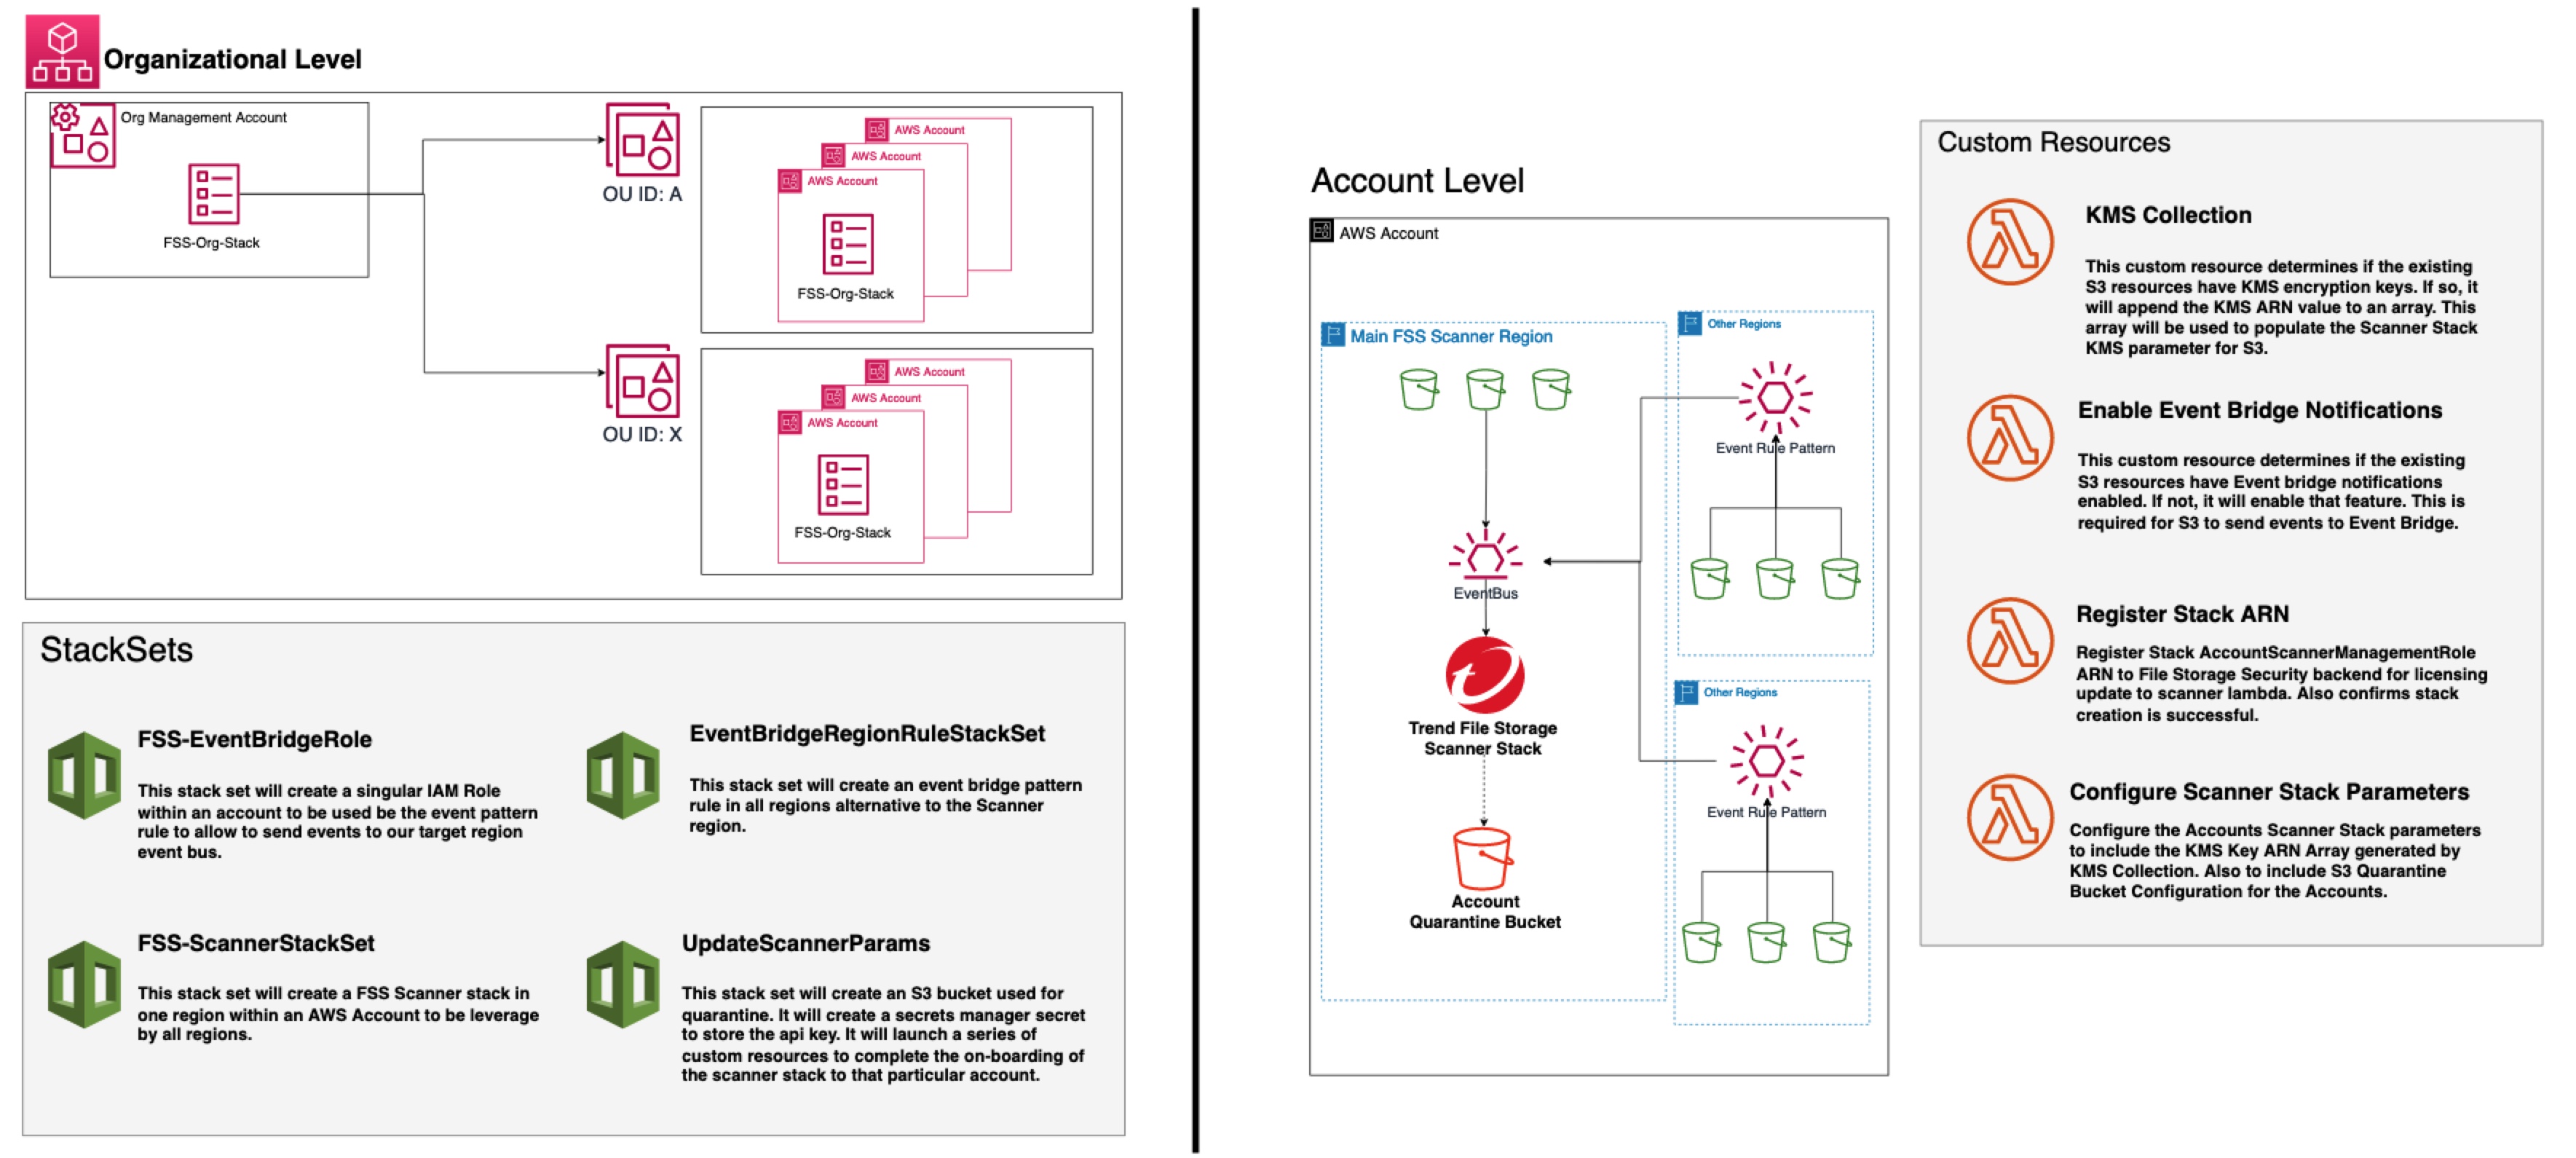 Organizational Level
Org Management Account
FSS-Org-Stack
OU ID: A
AWS Account
AWS Account
AWS Account
FSS-Org-Stack
OU ID: X
AWS Account
AWS Account
AWS Account
FSS-Org-Stack
StackSets
FSS-EventBridgeRole
This stack set will create a singular IAM Role
within an account to be used be the event pattern
rule to allow to send events to our target region
event bus.
EventBridgeRegionRuleStackSet
This stack set will create an event bridge pattern
rule in all regions alternative to the Scanner
region.
FSS-ScannerStackSet
This stack set will create a FSS Scanner stack in
one region within an AWS Account to be leverage
by all regions.
UpdateScannerParams
This stack set will create an S3 bucket used for
quarantine. It will create a secrets manager secret
to store the api key. It will launch a series of
custom resources to complete the on-boarding of
the scanner stack to that particular account.
Account Level
AWS Account
Main FSS Scanner Region
EventBus
Trend File Storage
Scanner Stack
Account
Quarantine Bucket
Other Regions
Event Rule Pattern
Other Regions
Event Rule Pattern
Custom Resources
KMS Collection
This custom resource determines if the existing
S3 resources have KMS encryption keys. If so, it
will append the KMS ARN value to an array. This
array will be used to populate the Scanner Stack
KMS parameter for S3.
Enable Event Bridge Notifications
This custom resource determines if the existing
S3 resources have Event bridge notifications
enabled. If not, it will enable that feature. This is
required for S3 to send events to Event Bridge.
Register Stack ARN
Register Stack AccountScannerManagementRole
ARN to File Storage Security backend for licensing
update to scanner lambda. Also confirms stack
creation is successful.
Configure Scanner Stack Parameters
Configure the Accounts Scanner Stack parameters
to include the KMS Key ARN Array generated by
KMS Collection. Also to include S3 Quarantine
Bucket Configuration for the Accounts.